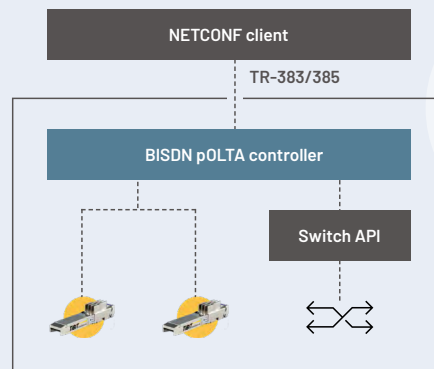 NETCONF client
TR-383/385
BISDN pOLTA controller
Switch API